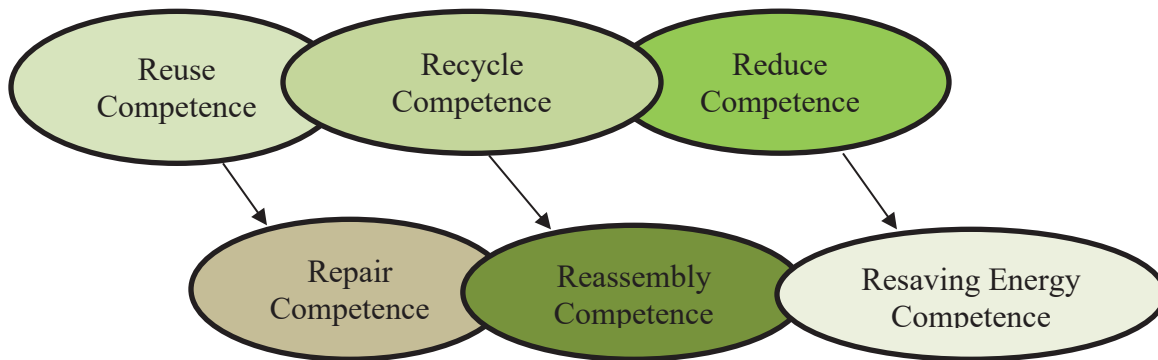 Reuse
Competence
Recycle
Competence
Reduce
Competence
Repair
Competence
Reassembly
Competence
Resaving Energy
Competence